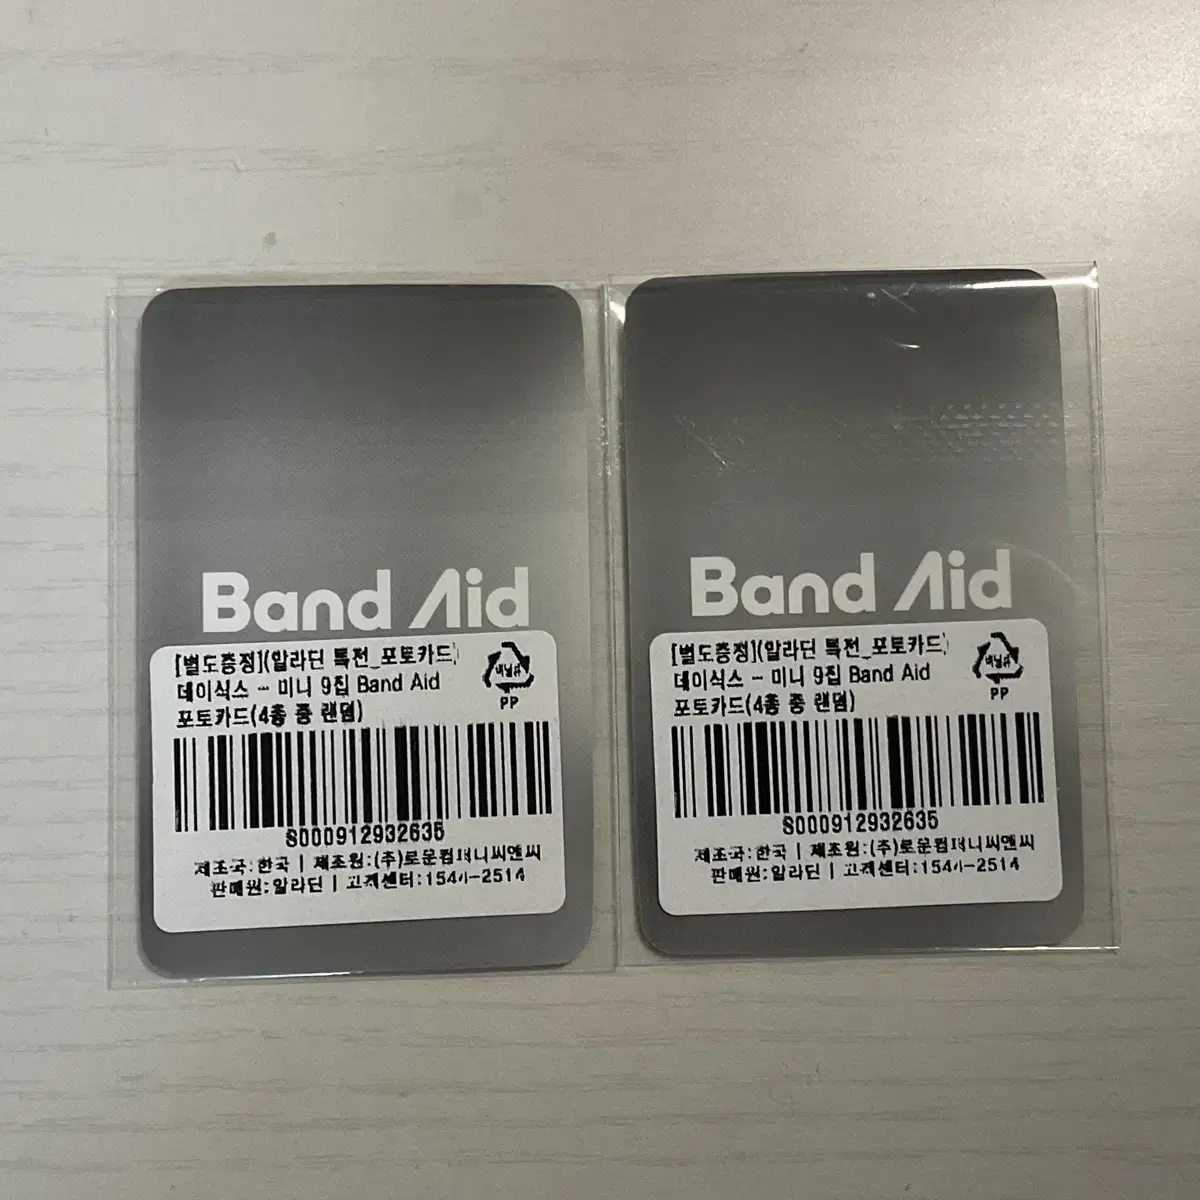 Band Aid
[별도증정](알라딘 특전_포토카드)
데이식스 - 미니 9집 Band Aid
포토카드(4종 중 랜덤)
비닐류
PP
S000912932635
제조국:한국 | 제조원:(주)로운컴퍼니씨앤씨
판매원:알라딘 | 고객센터:1544-2514
Band Aid
[별도증정](알라딘 특전_포토카드)
데이식스 - 미니 9집 Band Aid
포토카드(4종 중 랜덤)
비닐류
PP
S000912932635
제조국:한국 | 제조원:(주)로운컴퍼니씨앤씨
판매원:알라딘 | 고객센터:1544-2514